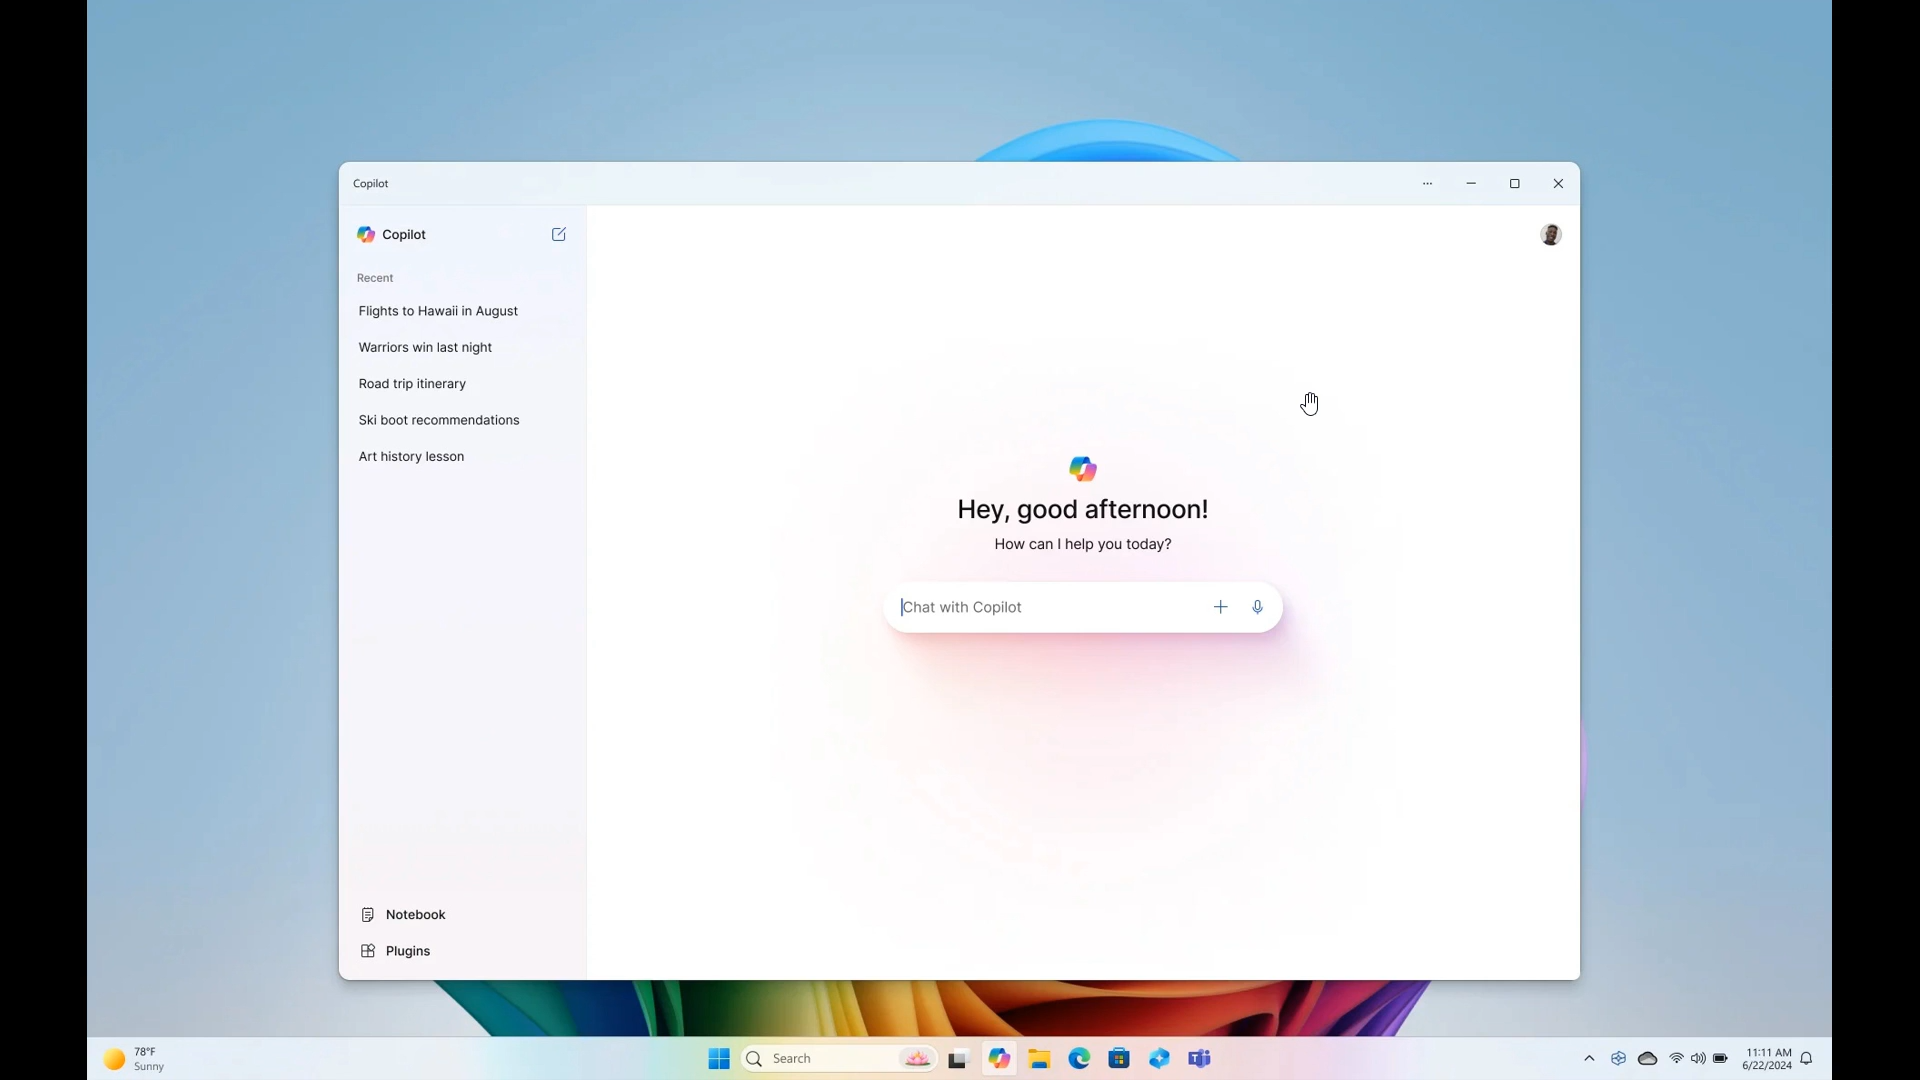 Copilot
Copilot
Recent
Flights to Hawaii in August
Warriors win last night
Road trip itinerary
Ski boot recommendations
Art history lesson
Notebook
Plugins
Hey, good afternoon!
How can I help you today?
Chat with Copilot
78°F
Sunny
Search
11:11 AM
6/22/2024